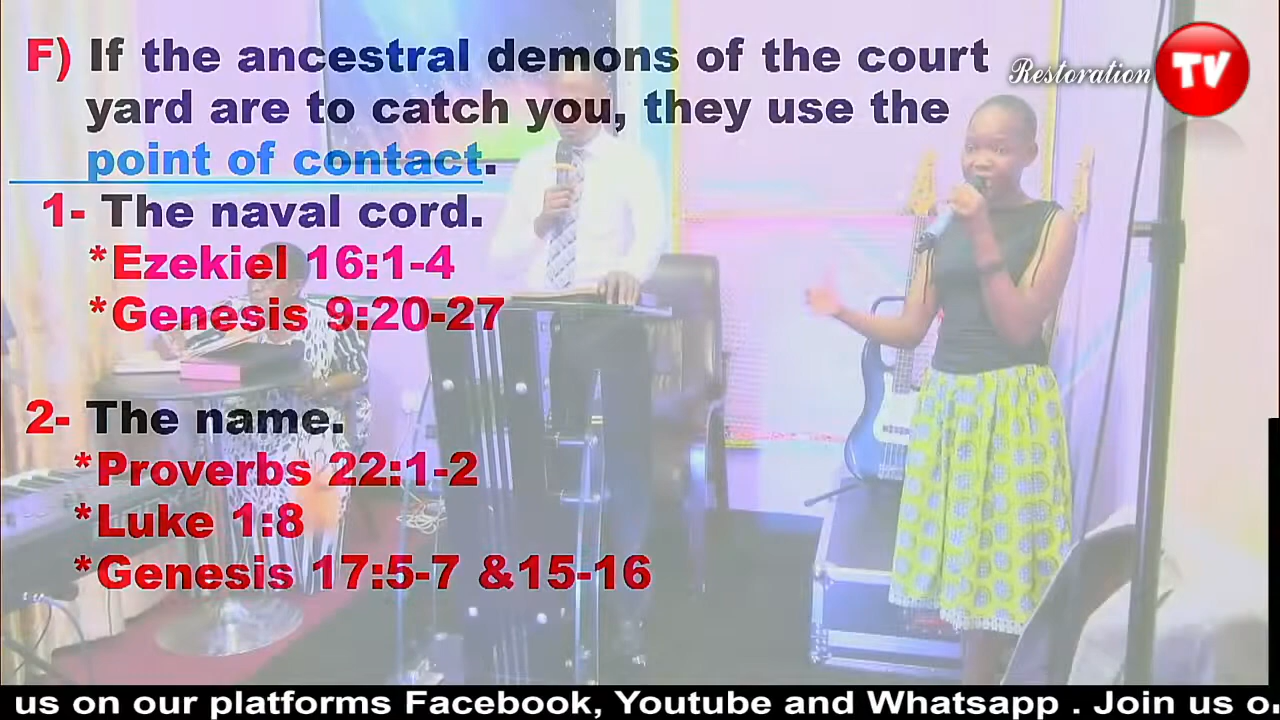 F) If the ancestral demons of the court
yard are to catch you, they use the
point of contact.
1- The naval cord.
*Ezekiel 16:1-4
*Genesis 9:20-27
2- The name.
*Proverbs 22:1-2
*Luke 1:8
*Genesis 17:5-7 &15-16
Restoration TV
us on our platforms Facebook, Youtube and Whatsapp . Join us o